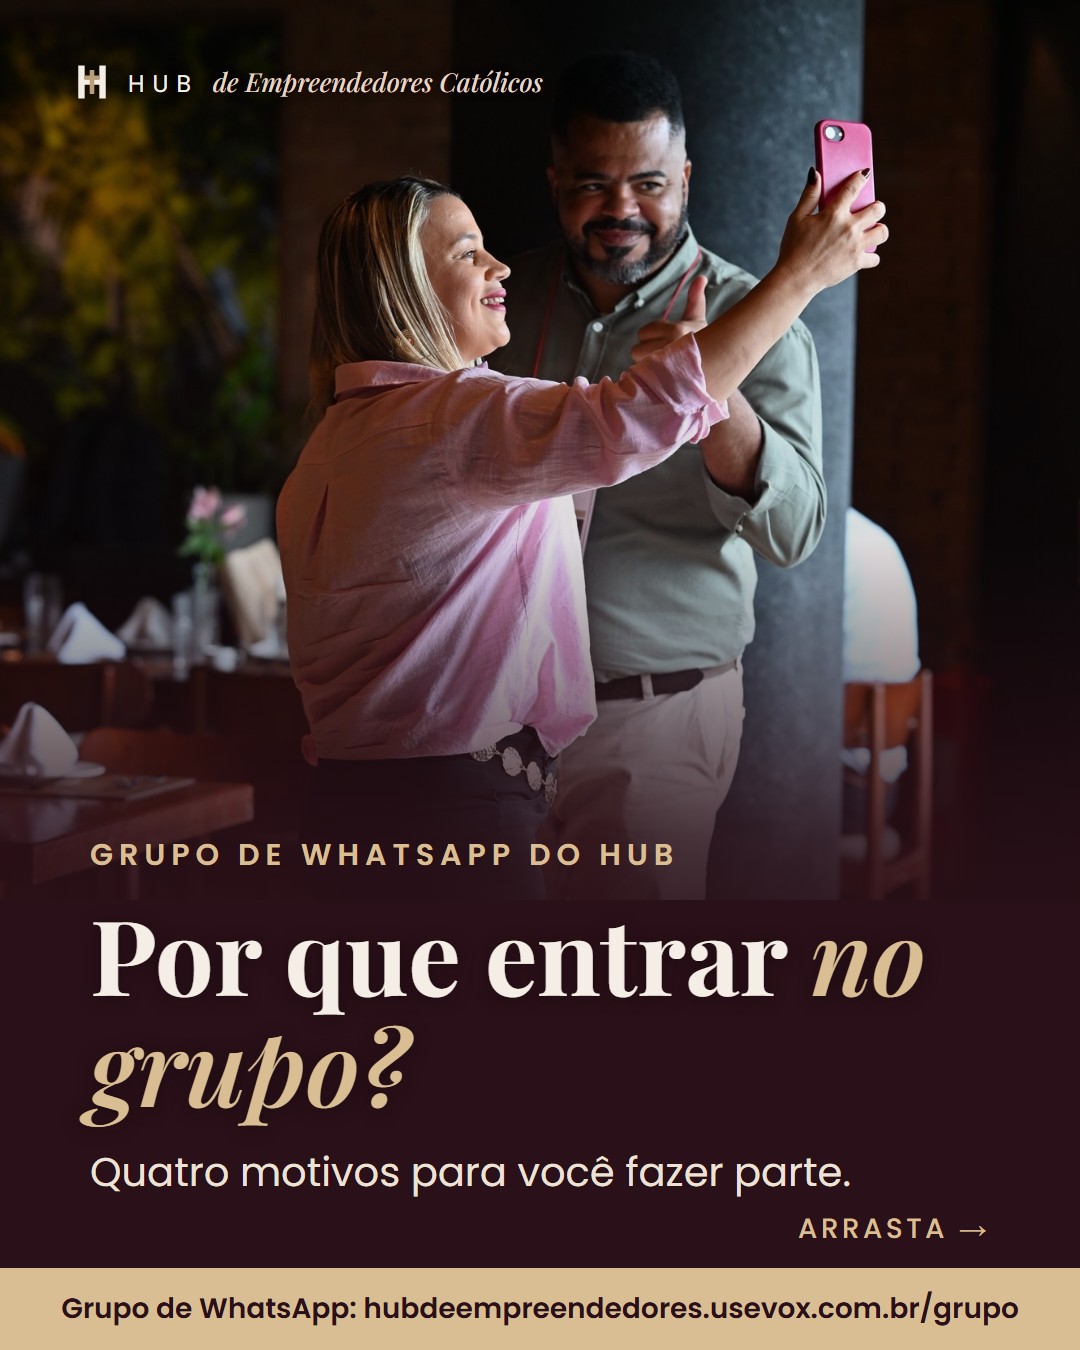 HUB de Empreendedores Católicos
GRUPO DE WHATSAPP DO HUB
Por que entrar no
grupo?
Quatro motivos para você fazer parte.
ARRASTA →
Grupo de WhatsApp: hubdeempreendedores.usevox.com.br/grupo